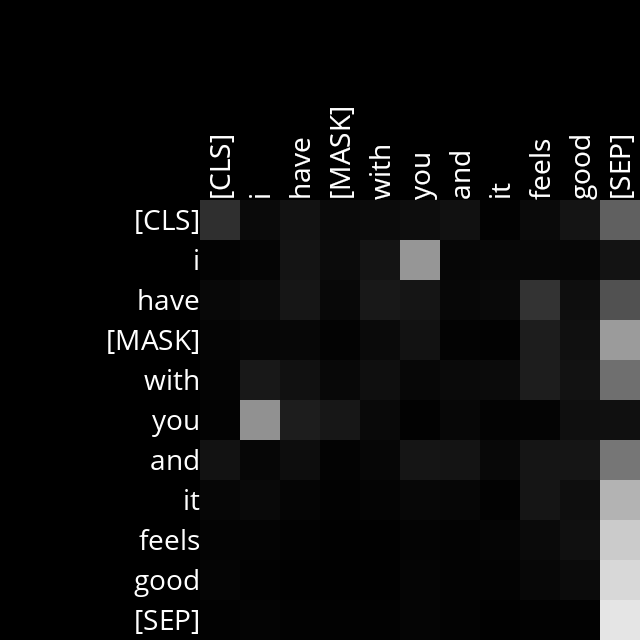 [CLS]
i
have
[MASK]
with
you
and
it
feels
good
[SEP]
[CLS]
i
have
[MASK]
with
you
and
it
feels
good
[SEP]